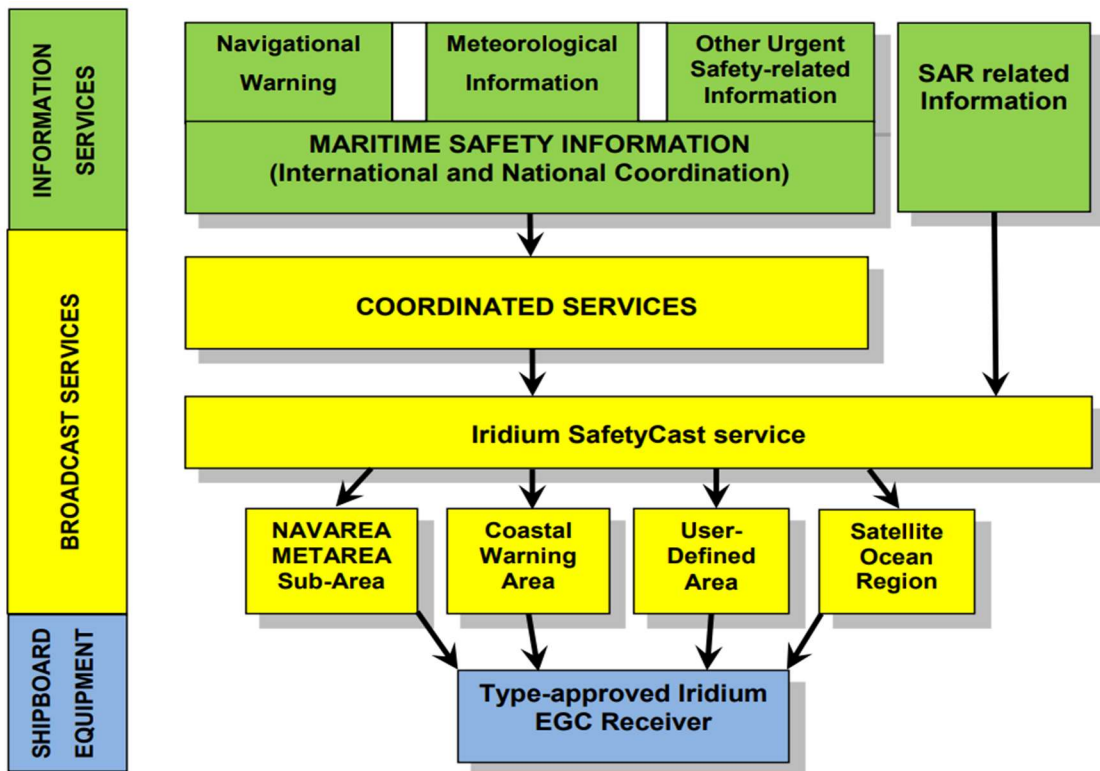 INFORMATION
SERVICES
Navigational
Warning
Meteorological
Information
Other Urgent
Safety-related
Information
SAR related
Information
MARITIME SAFETY INFORMATION
(International and National Coordination)
BROADCAST SERVICES
COORDINATED SERVICES
Iridium SafetyCast service
NAVAREA
METAREA
Sub-Area
Coastal
Warning
Area
User-
Defined
Area
Satellite
Ocean
Region
SHIPBOARD
EQUIPMENT
Type-approved Iridium
EGC Receiver